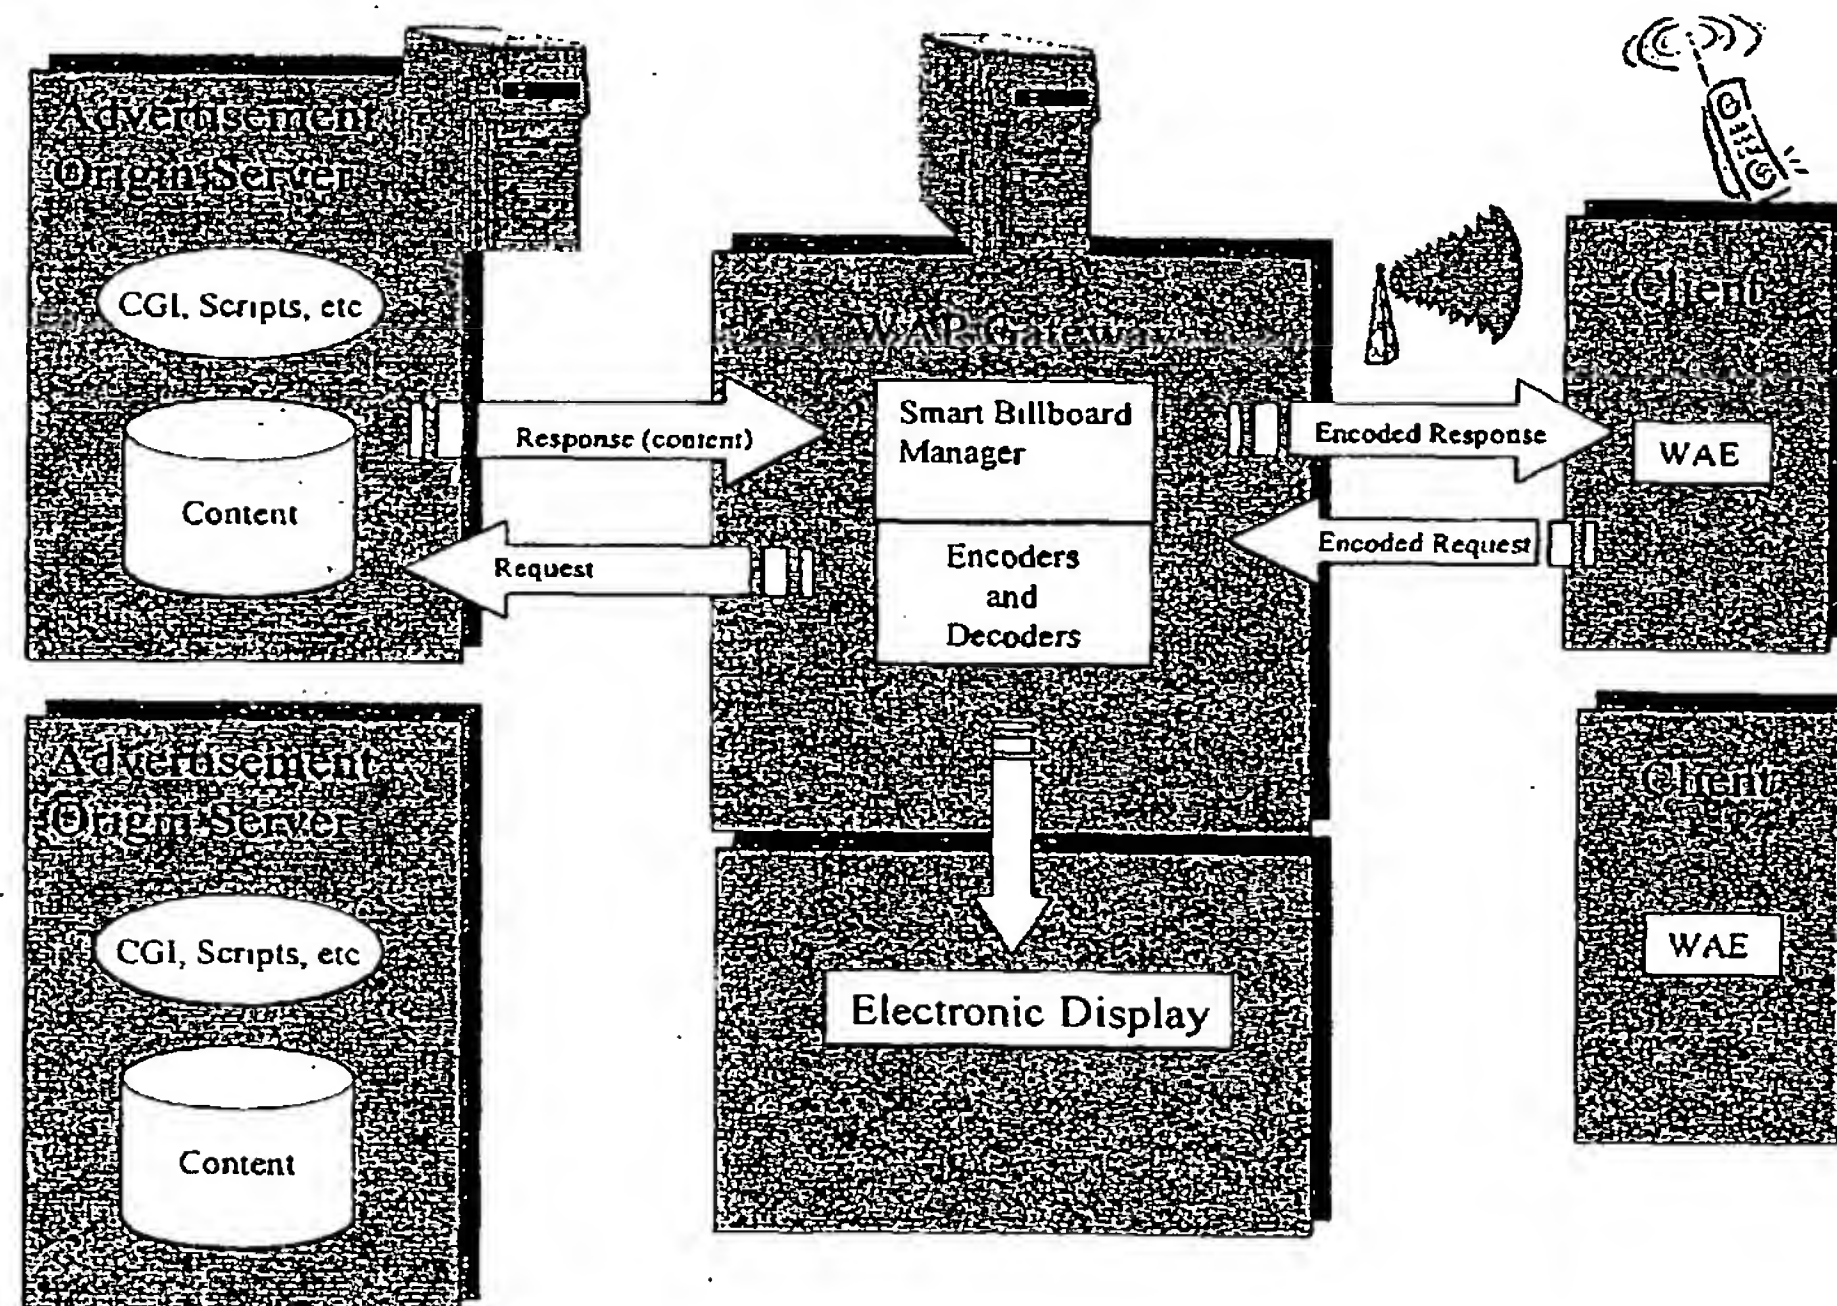 Advertisement
Origin Server
CGI, Scripts, etc
Content
Response (content)
Request
WAP Gateway
Smart Billboard
Manager
Encoders
and
Decoders
Encoded Response
Encoded Request
Client
WAE
Advertisement
Origin Server
CGI, Scripts, etc
Content
Electronic Display
Client
WAE